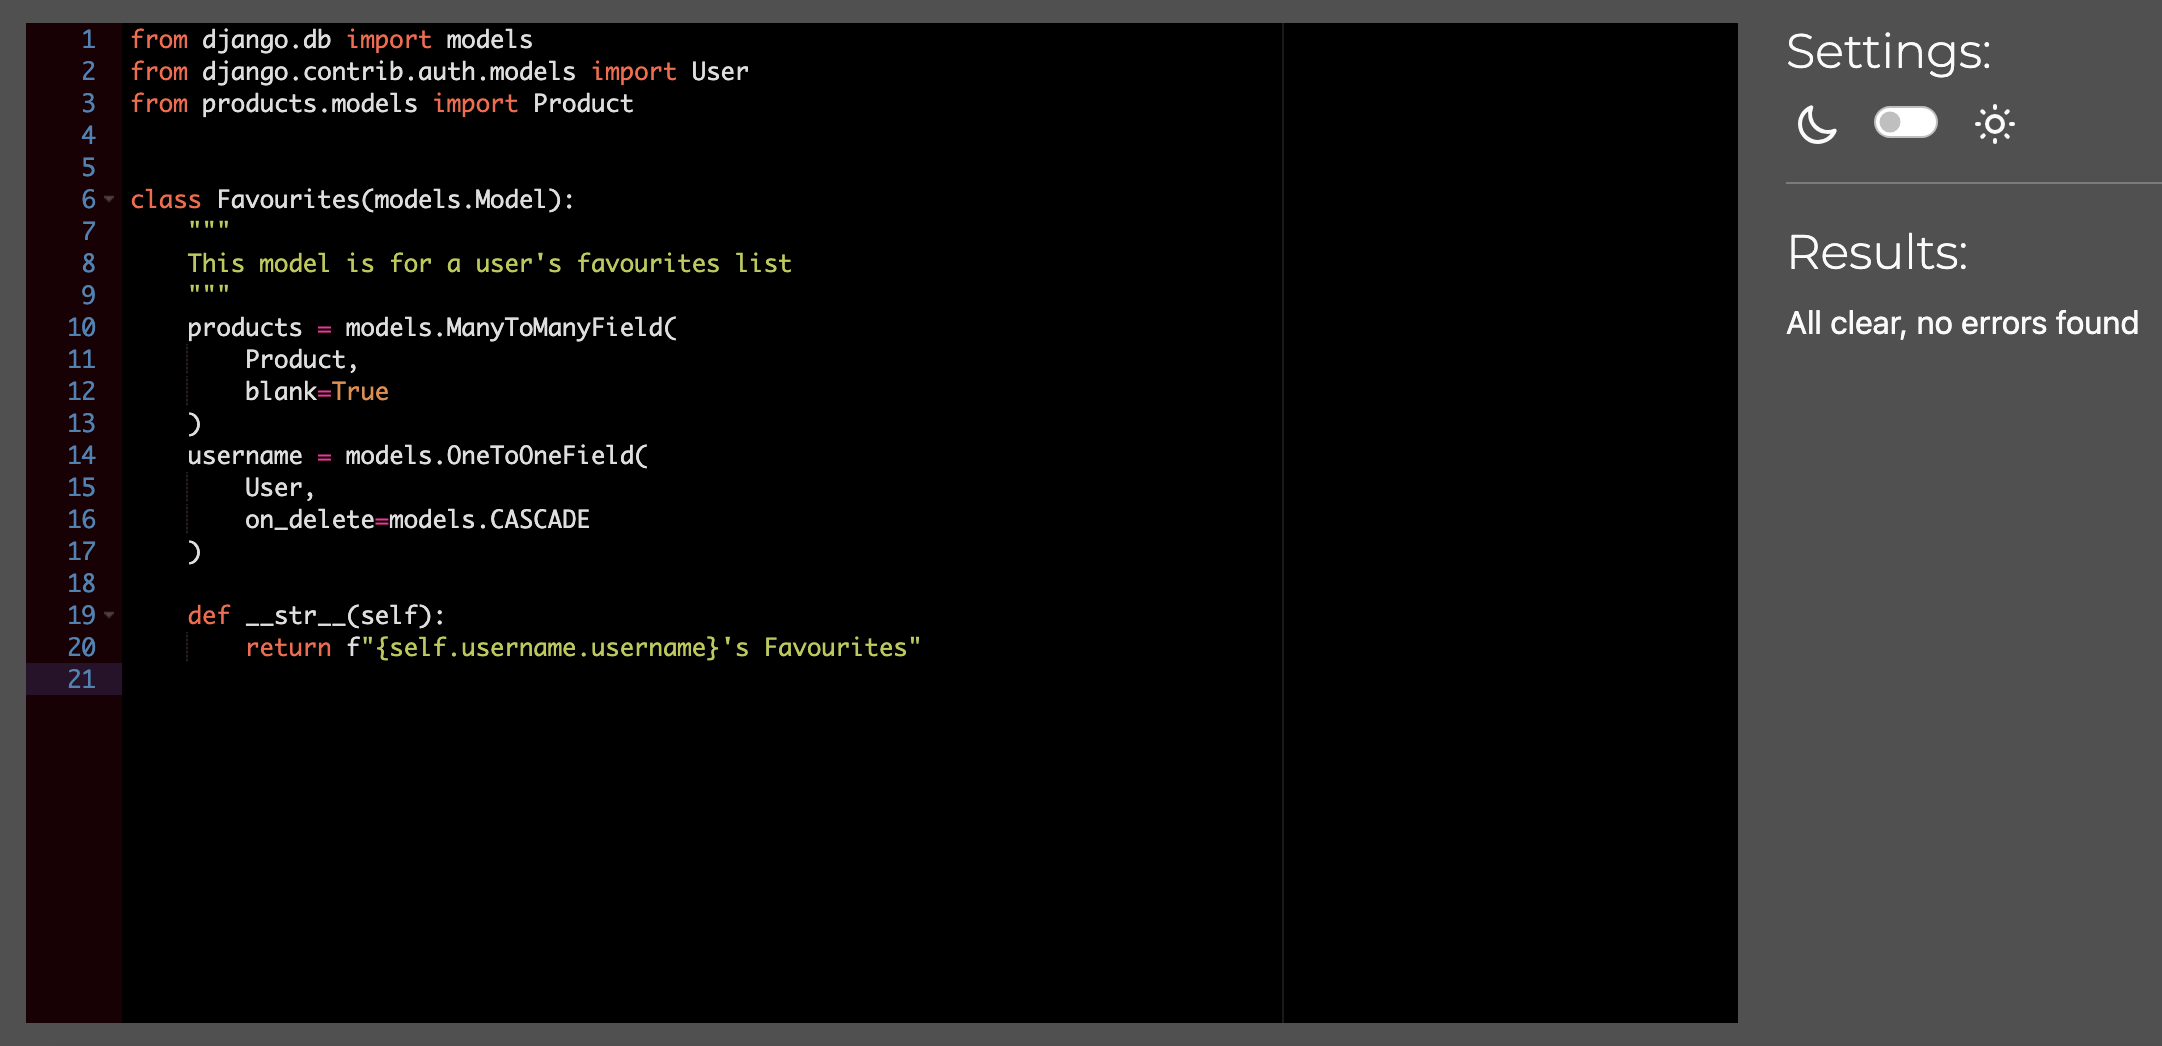 1 from django.db import models
2 from django.contrib.auth.models import User
3 from products.models import Product
4
5
6 class Favourites(models.Model):
7     """
8     This model is for a user's favourites list
9     """
10     products = models.ManyToManyField(
11         Product,
12         blank=True
13     )
14     username = models.OneToOneField(
15         User,
16         on_delete=models.CASCADE
17     )
18
19     def __str__(self):
20         return f"{self.username.username}'s Favourites"
21
Settings:
Results:
All clear, no errors found